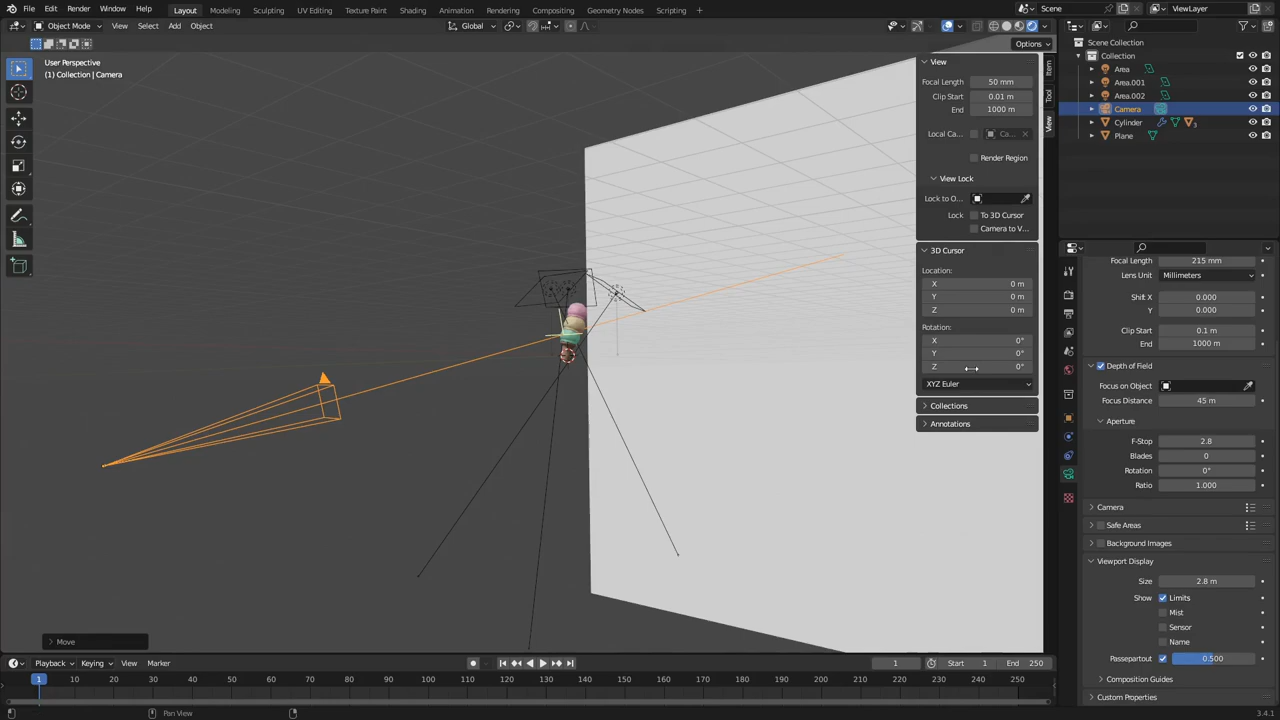 File Edit Render Window Help Layout Modeling Sculpting UV Editing Texture Paint Shading Animation Rendering Compositing Geometry Nodes Scripting Scene ViewLayer
Object Mode View Select Add Object Global
Options
User Perspective
(1) Collection | Camera
View
Focal Length 50 mm
Clip Start 0.01 m
End 1000 m
Local Ca... Ca...
Render Region
View Lock
Lock to O...
Lock To 3D Cursor
Camera to V...
3D Cursor
Location:
X 0 m
Y 0 m
Z 0 m
Rotation:
X 0°
Y 0°
Z 0°
XYZ Euler
Collections
Annotations
Item
Tool
View
Move
Scene Collection
Collection
Area
Area.001
Area.002
Camera
Cylinder 3
Plane
Focal Length 215 mm
Lens Unit Millimeters
Shift X 0.000
Y 0.000
Clip Start 0.1 m
End 1000 m
Depth of Field
Focus on Object
Focus Distance 45 m
Aperture
F-Stop 2.8
Blades 0
Rotation 0°
Ratio 1.000
Camera
Safe Areas
Background Images
Viewport Display
Size 2.8 m
Show Limits
Mist
Sensor
Name
Passepartout 0.500
Composition Guides
Custom Properties
Playback Keying View Marker 1 Start 1 End 250
1 10 20 30 40 50 60 70 80 90 100 110 120 130 140 150 160 170 180 190 200 210 220 230 240 250
Pan View 3.4.1